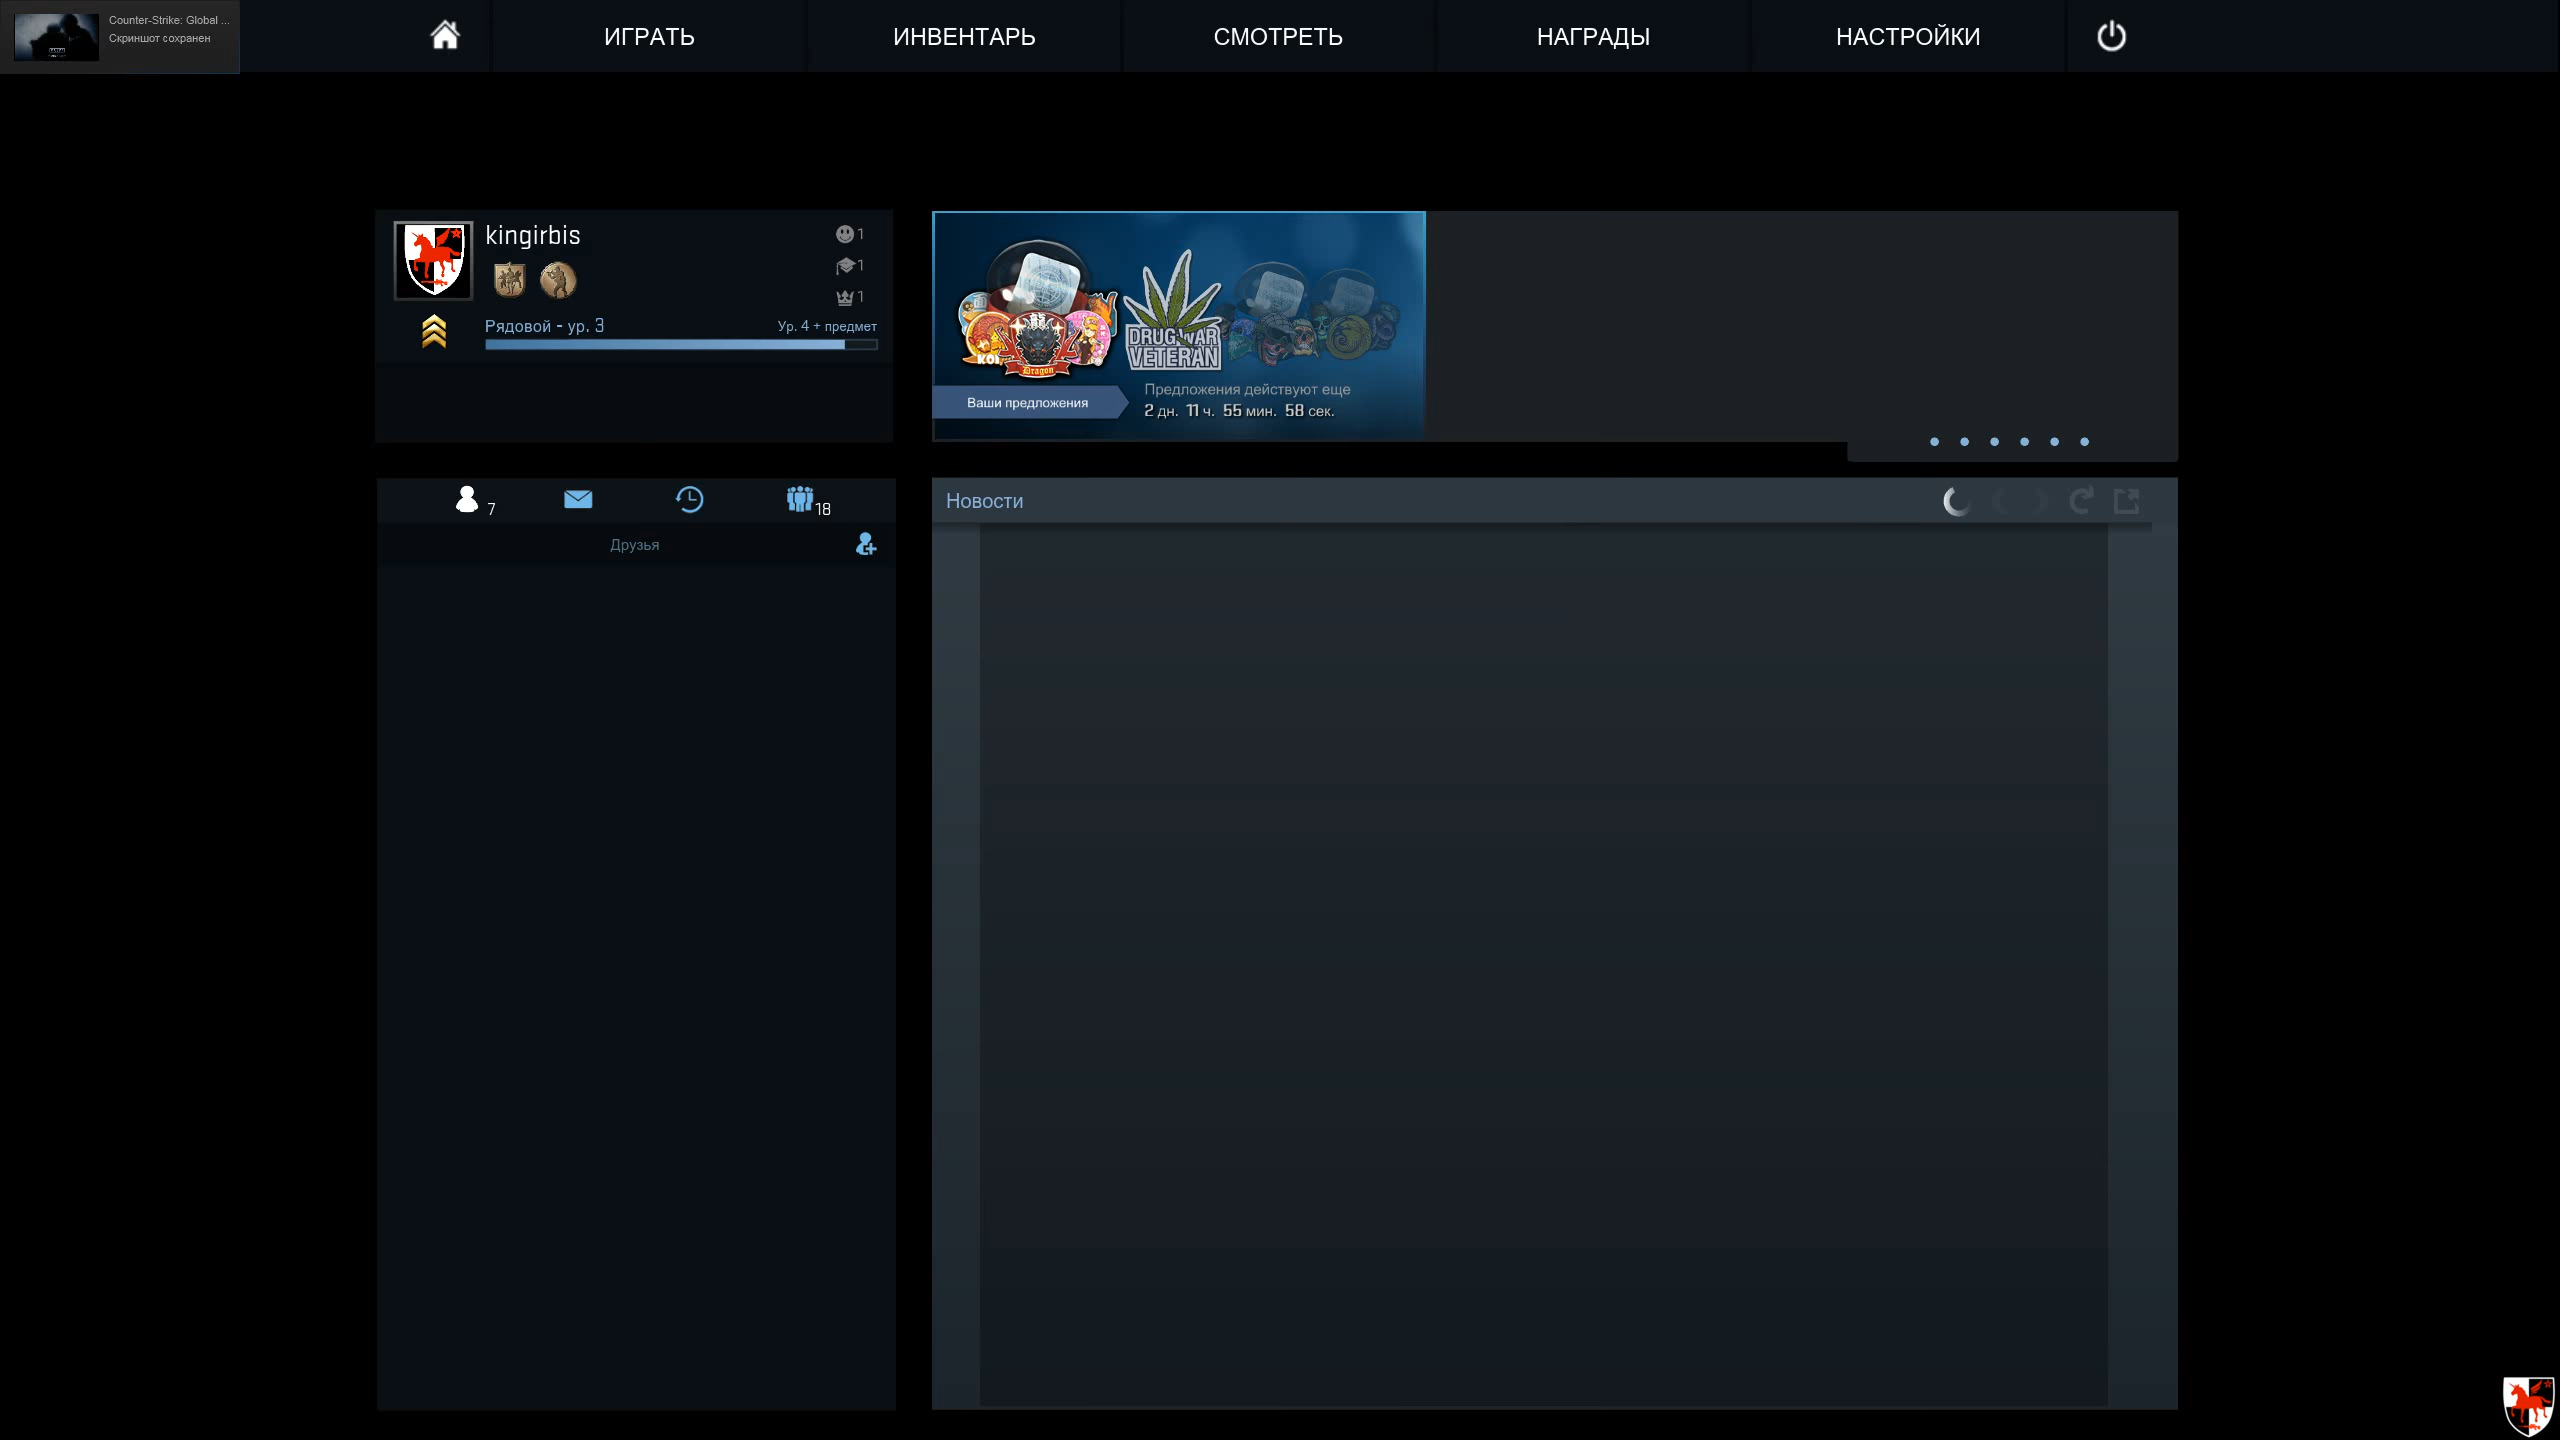 Counter-Strike: Global ...
Скриншот сохранен
ИГРАТЬ
ИНВЕНТАРЬ
СМОТРЕТЬ
НАГРАДЫ
НАСТРОЙКИ
kingirbis
1
1
1
Рядовой - ур. 3
Ур. 4 + предмет
KOI
Dragon
DRUG WAR
VETERAN
Ваши предложения
Предложения действуют еще
2 дн. 11 ч. 55 мин. 58 сек.
7
18
Друзья
Новости